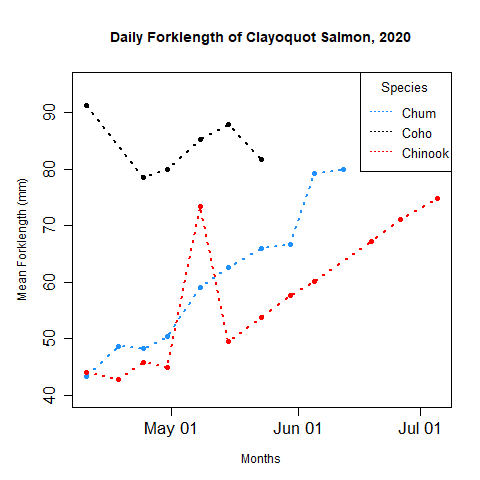 Daily Forklength of Clayoquot Salmon, 2020
Species
Chum
Coho
Chinook
Mean Forklength (mm)
90
80
70
60
50
40
May 01
Jun 01
Jul 01
Months